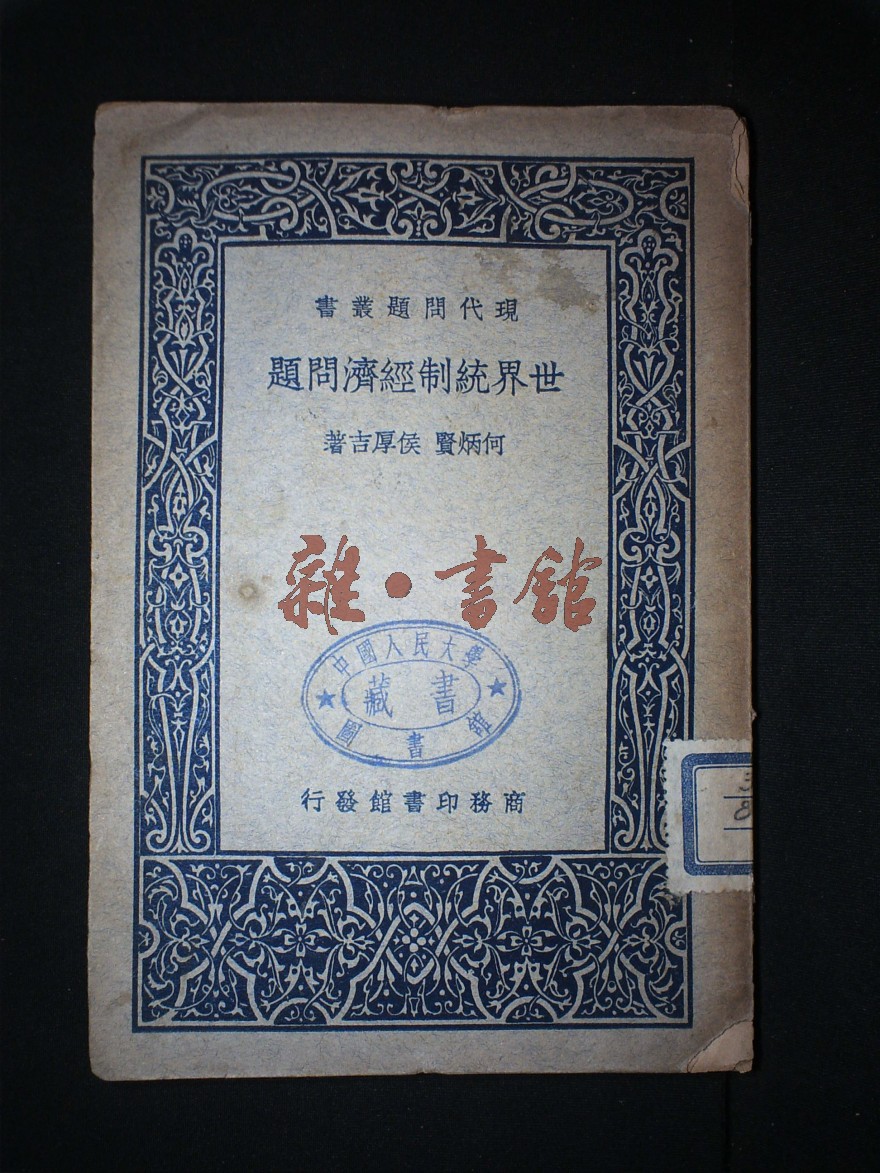 現代問題叢書
世界統制經濟問題
何炳賢 侯厚吉著
雜·書館
中國人民大學
藏書
圖書館
商務印書館發行